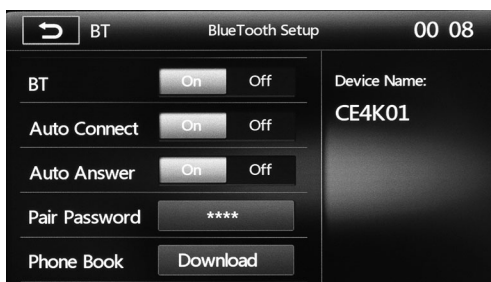 BT BlueTooth Setup 00 08
BT On Off
Auto Connect On Off
Auto Answer On Off
Pair Password ****
Phone Book Download
Device Name:
CE4K01